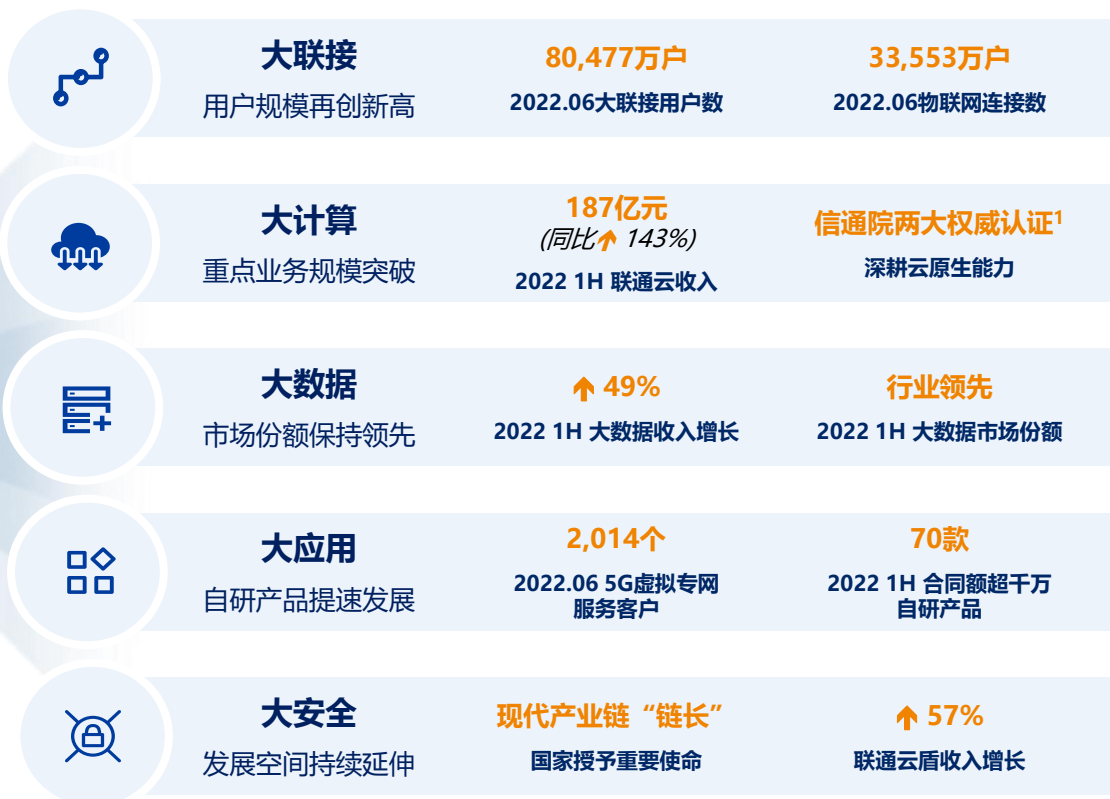 大联接
用户规模再创新高
80,477万户
2022.06大联接用户数
33,553万户
2022.06物联网连接数
大计算
重点业务规模突破
187亿元
(同比 143%)
2022 1H 联通云收入
信通院两大权威认证¹
深耕云原生能力
大数据
市场份额保持领先
49%
2022 1H 大数据收入增长
行业领先
2022 1H 大数据市场份额
大应用
自研产品提速发展
2,014个
2022.06 5G虚拟专网
服务客户
70款
2022 1H 合同额超千万
自研产品
大安全
发展空间持续延伸
现代产业链“链长”
国家授予重要使命
57%
联通云盾收入增长